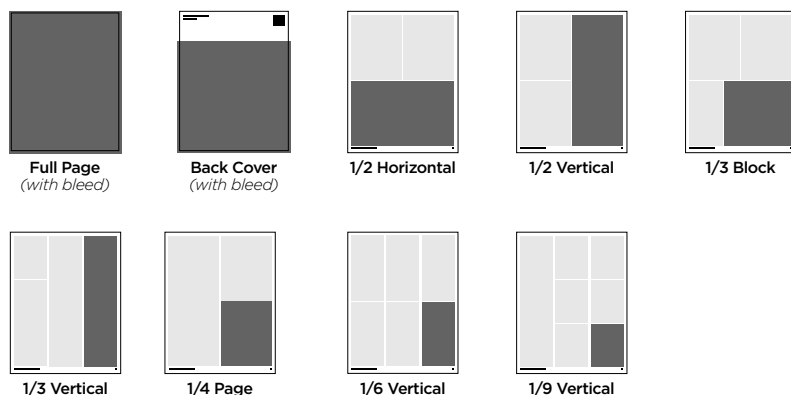 Full Page
(with bleed)
Back Cover
(with bleed)
1/2 Horizontal
1/2 Vertical
1/3 Block
1/3 Vertical
1/4 Page
1/6 Vertical
1/9 Vertical